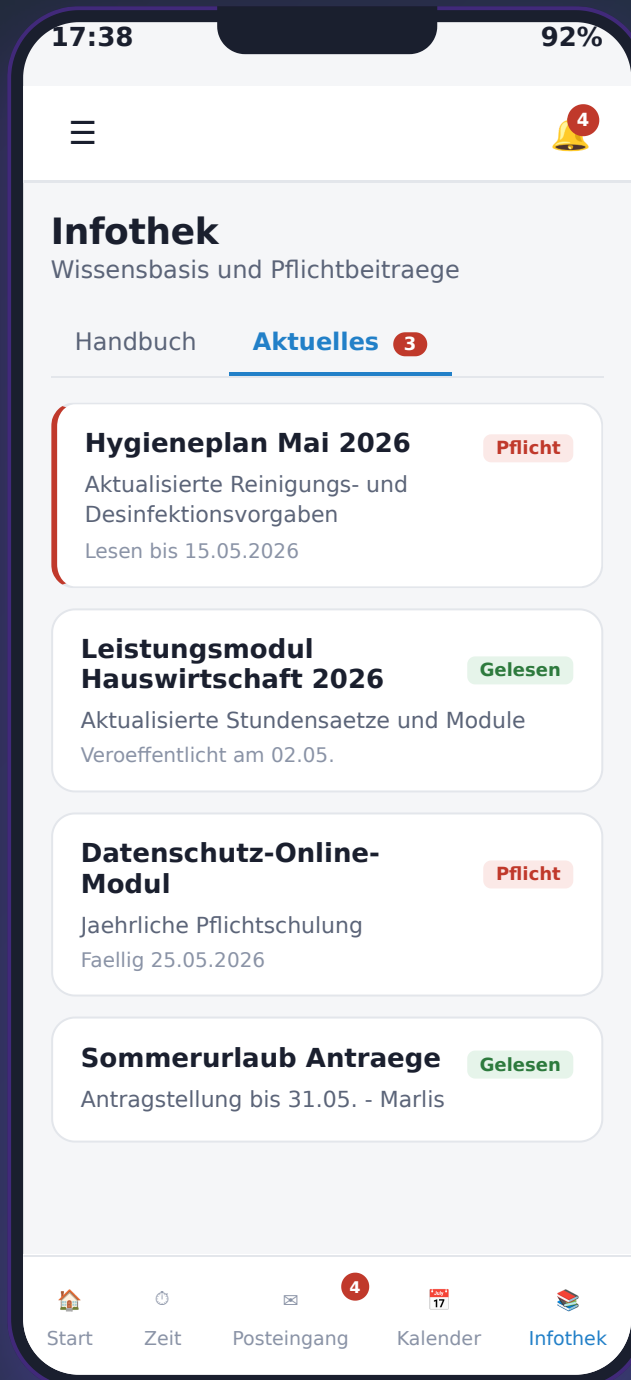 17:38
92%
4
Infothek
Wissensbasis und Pflichtbeitraege
Handbuch
Aktuelles 3
Hygieneplan Mai 2026
Pflicht
Aktualisierte Reinigungs- und
Desinfektionsvorgaben
Lesen bis 15.05.2026
Leistungsmodul
Hauswirtschaft 2026
Gelesen
Aktualisierte Stundensaetze und Module
Veroeffentlicht am 02.05.
Datenschutz-Online-
Modul
Pflicht
Jaehrliche Pflichtschulung
Faellig 25.05.2026
Sommerurlaub Antraege
Gelesen
Antragstellung bis 31.05. - Marlis
4
Start
Zeit
Posteingang
Kalender
Infothek